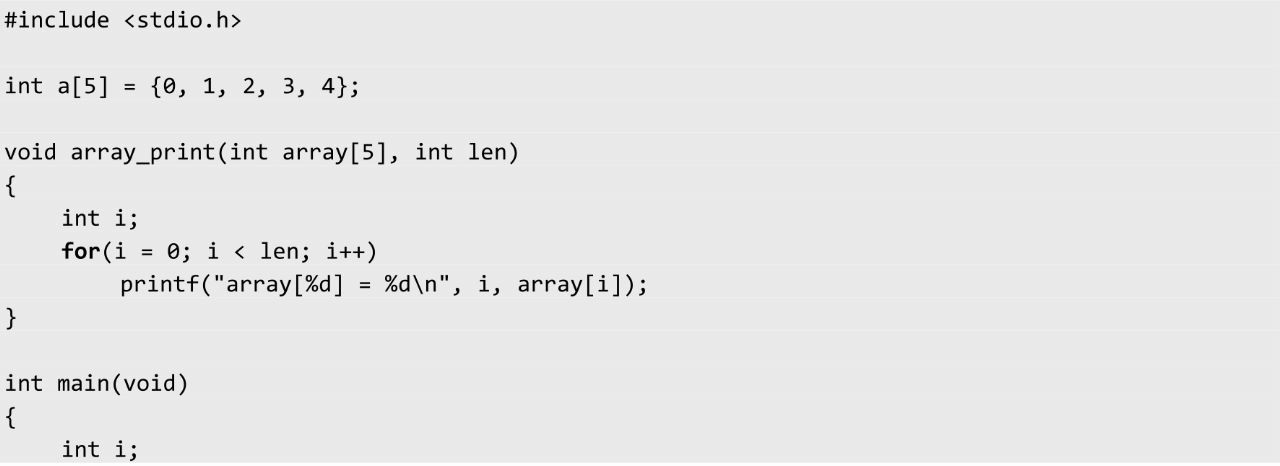 #include <stdio.h>
int a[5] = {0, 1, 2, 3, 4};
void array_print(int array[5], int len)
{
int i;
for(i = 0; i < len; i++)
printf("array[%d] = %d\n", i, array[i]);
}
int main(void)
{
int i;